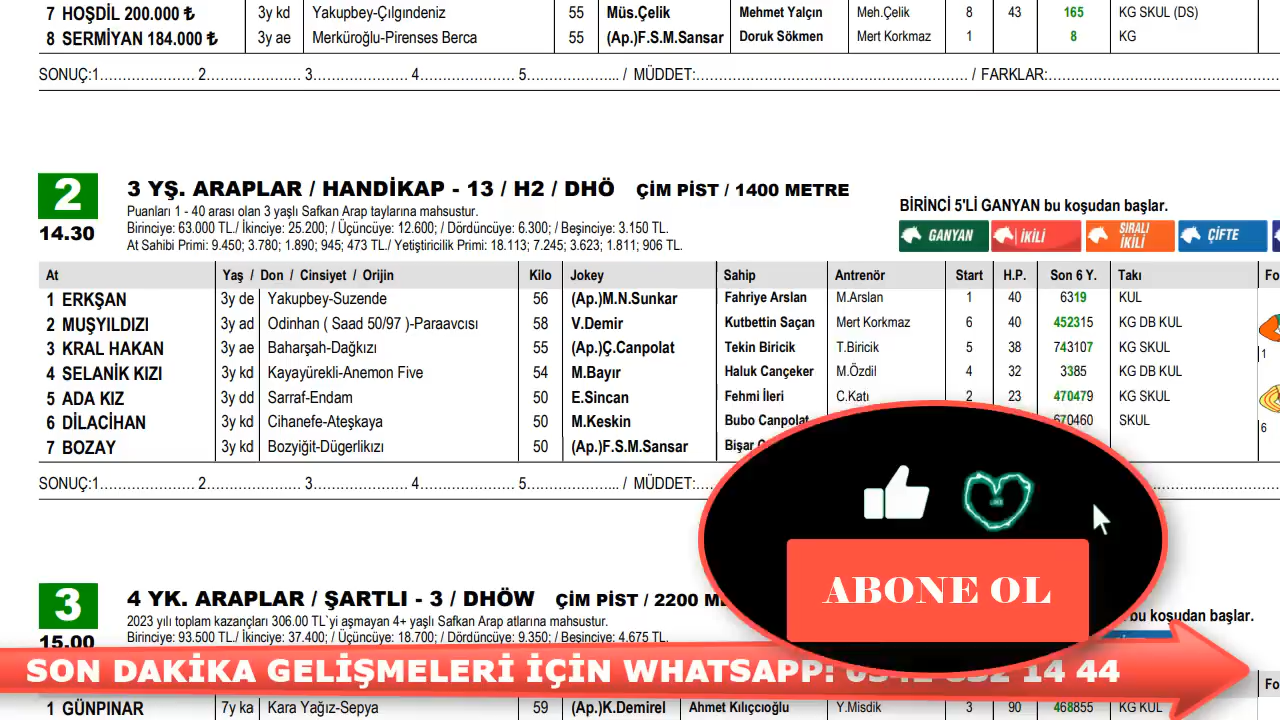 7 HOŞDİL 200.000 ₺ 3y kd Yakupbey-Çılgındeniz 55 Müs.Çelik Mehmet Yalçın Meh.Çelik 8 43 165 KG SKUL (DS)
8 SERMİYAN 184.000 ₺ 3y ae Merküroğlu-Pirenses Berca 55 (Ap.)F.S.M.Sansar Doruk Sökmen Mert Korkmaz 1 8 KG
SONUÇ:1........................ 2........................ 3........................ 4........................ 5........................ / MÜDDET:........................ / FARKLAR:........................
2 3 YŞ. ARAPLAR / HANDİKAP - 13 / H2 / DHÖ ÇİM PİST / 1400 METRE
Puanları 1 - 40 arası olan 3 yaşlı Safkan Arap taylarına mahsustur.
BİRİNCİ 5'Lİ GANYAN bu koşudan başlar.
14.30 Birinciye: 63.000 TL./ İkinciye: 25.200; / Üçüncüye: 12.600; / Dördüncüye: 6.300; / Beşinciye: 3.150 TL.
At Sahibi Primi: 9.450; 3.780; 1.890; 945; 473 TL./ Yetiştiricilik Primi: 18.113; 7.245; 3.623; 1.811; 906 TL.
GANYAN İKİLİ SIRALI İKİLİ ÇİFTE
At Yaş / Don / Cinsiyet / Orijin Kilo Jokey Sahip Antrenör Start H.P. Son 6 Y. Takı Fo
1 ERKŞAN 3y de Yakupbey-Suzende 56 (Ap.)M.N.Sunkar Fahriye Arslan M.Arslan 1 40 6319 KUL
2 MUŞYILDIZI 3y ad Odinhan ( Saad 50/97 )-Paraavcısı 58 V.Demir Kutbettin Saçan Mert Korkmaz 6 40 452315 KG DB KUL
3 KRAL HAKAN 3y ae Baharşah-Dağkızı 55 (Ap.)Ç.Canpolat Tekin Biricik T.Biricik 5 38 743107 KG SKUL 1
4 SELANİK KIZI 3y kd Kayayürekli-Anemon Five 54 M.Bayır Haluk Cançeker M.Özdil 4 32 3385 KG DB KUL
5 ADA KIZ 3y dd Sarraf-Endam 50 E.Sincan Fehmi İleri C.Katı 2 23 470479 KG SKUL
6 DİLACİHAN 3y kd Cihanefe-Ateşkaya 50 M.Keskin Bubo Canpolat 670460 SKUL 6
7 BOZAY 3y kd Bozyiğit-Dügerlikızı 50 (Ap.)F.S.M.Sansar Bişar
SONUÇ:1........................ 2........................ 3........................ 4........................ 5........................ / MÜDDET:........................
ABONE OL
3 4 YK. ARAPLAR / ŞARTLI - 3 / DHÖW ÇİM PİST / 2200
bu koşudan başlar.
2023 yılı toplam kazançları 306.00 TL`yi aşmayan 4+ yaşlı Safkan Arap atlarına mahsustur.
15.00 Birinciye: 93.500 TL./ İkinciye: 37.400; / Üçüncüye: 18.700; / Dördüncüye: 9.350; / Beşinciye: 4.675 TL.
SON DAKİKA GELİŞMELERİ İÇİN WHATSAPP: 14 44
Fo
1 GÜNPINAR 7y ka Kara Yağız-Sepya 59 (Ap.)K.Demirel Ahmet Kılıççıoğlu Y.Misdik 3 90 468855 KG KUL